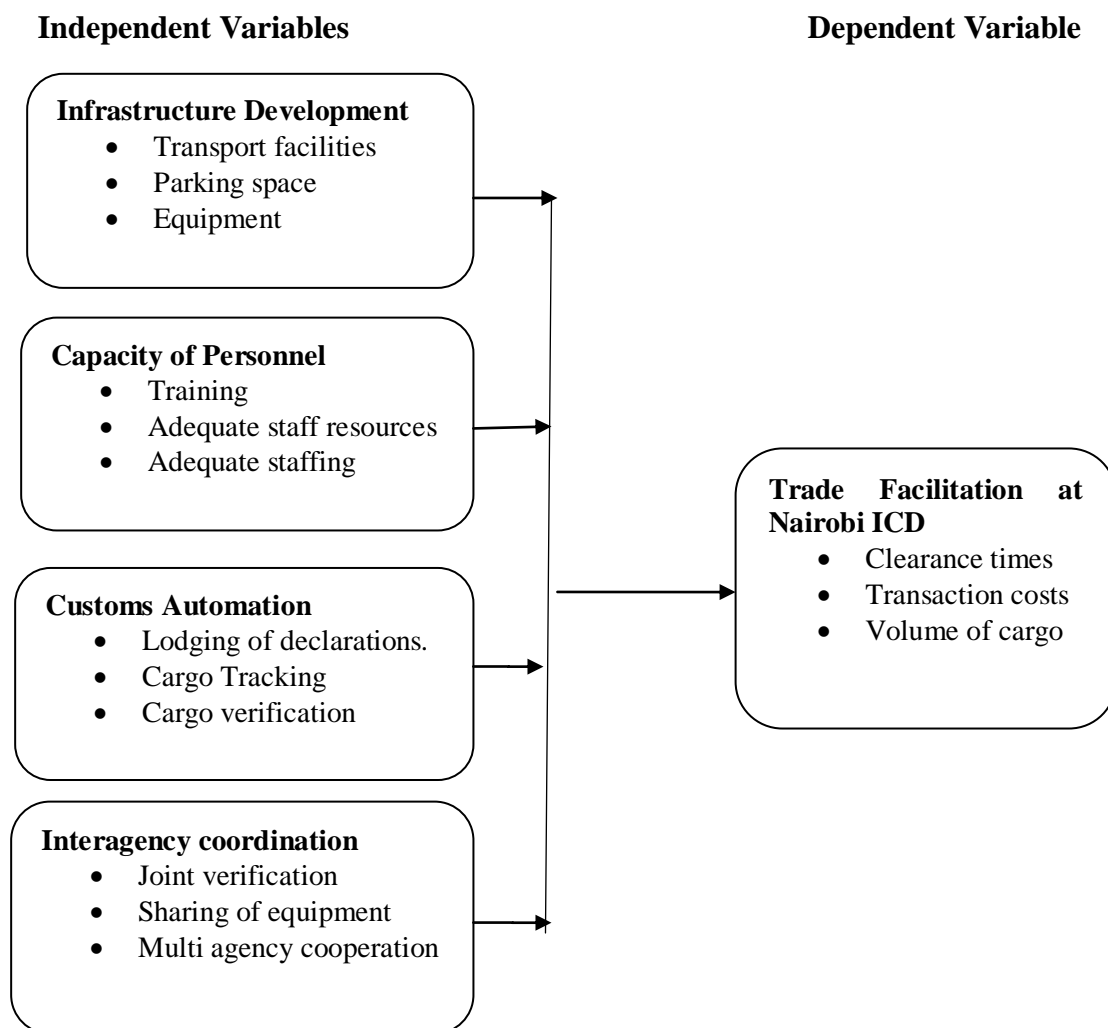 Independent Variables
Dependent Variable
Infrastructure Development
• Transport facilities
• Parking space
• Equipment
Capacity of Personnel
• Training
• Adequate staff resources
• Adequate staffing
Customs Automation
• Lodging of declarations.
• Cargo Tracking
• Cargo verification
Interagency coordination
• Joint verification
• Sharing of equipment
• Multi agency cooperation
Trade Facilitation at
Nairobi ICD
• Clearance times
• Transaction costs
• Volume of cargo